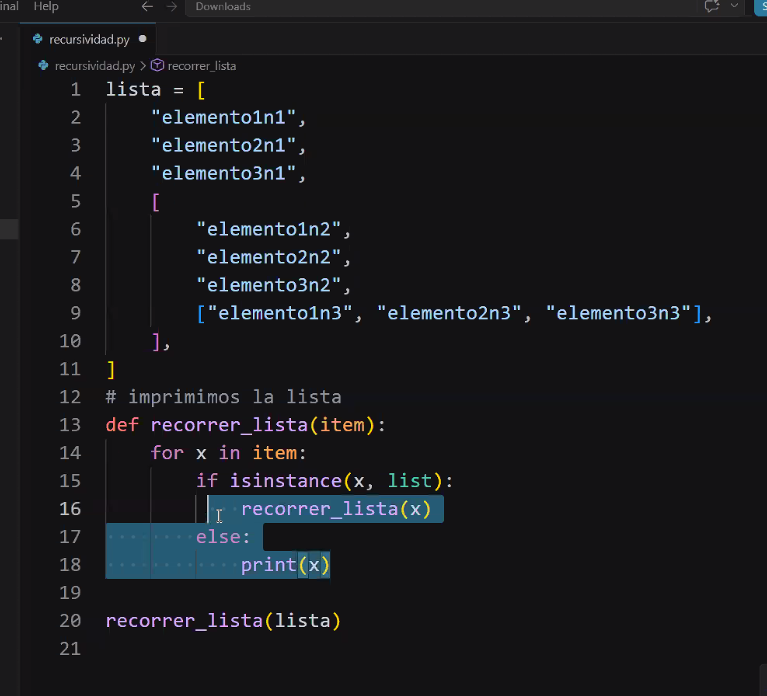 Help
Downloads
recursividad.py
recursividad.py > recorrer_lista
1 lista = [
2     "elemento1n1",
3     "elemento2n1",
4     "elemento3n1",
5     [
6         "elemento1n2",
7         "elemento2n2",
8         "elemento3n2",
9         ["elemento1n3", "elemento2n3", "elemento3n3"],
10     ],
11 ]
12 # imprimimos la lista
13 def recorrer_lista(item):
14     for x in item:
15         if isinstance(x, list):
16             recorrer_lista(x)
17         else:
18             print(x)
19
20 recorrer_lista(lista)
21